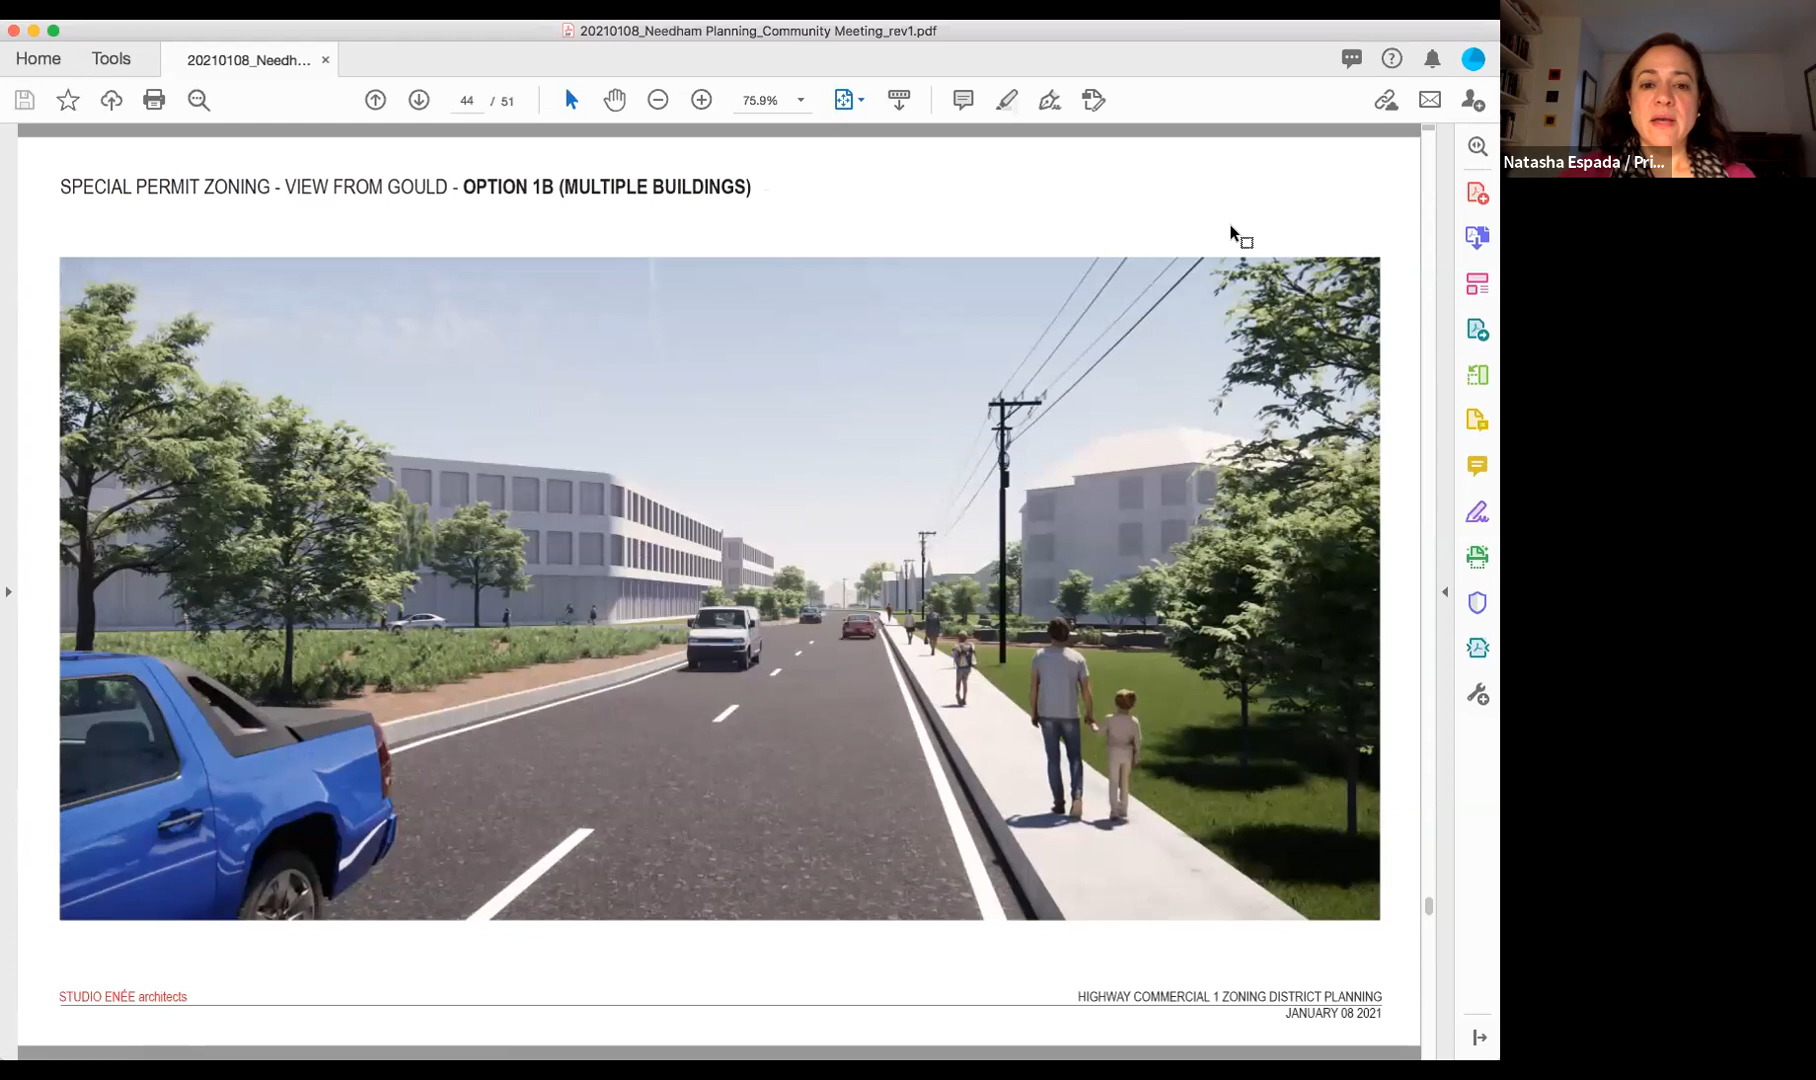 20210108_Needham Planning_Community Meeting_rev1.pdf
Home
Tools
20210108_Needh... ×
44 / 51
75.9%
SPECIAL PERMIT ZONING - VIEW FROM GOULD - OPTION 1B (MULTIPLE BUILDINGS)
Natasha Espada / Pri...
STUDIO ENÉE architects
HIGHWAY COMMERCIAL 1 ZONING DISTRICT PLANNING
JANUARY 08 2021